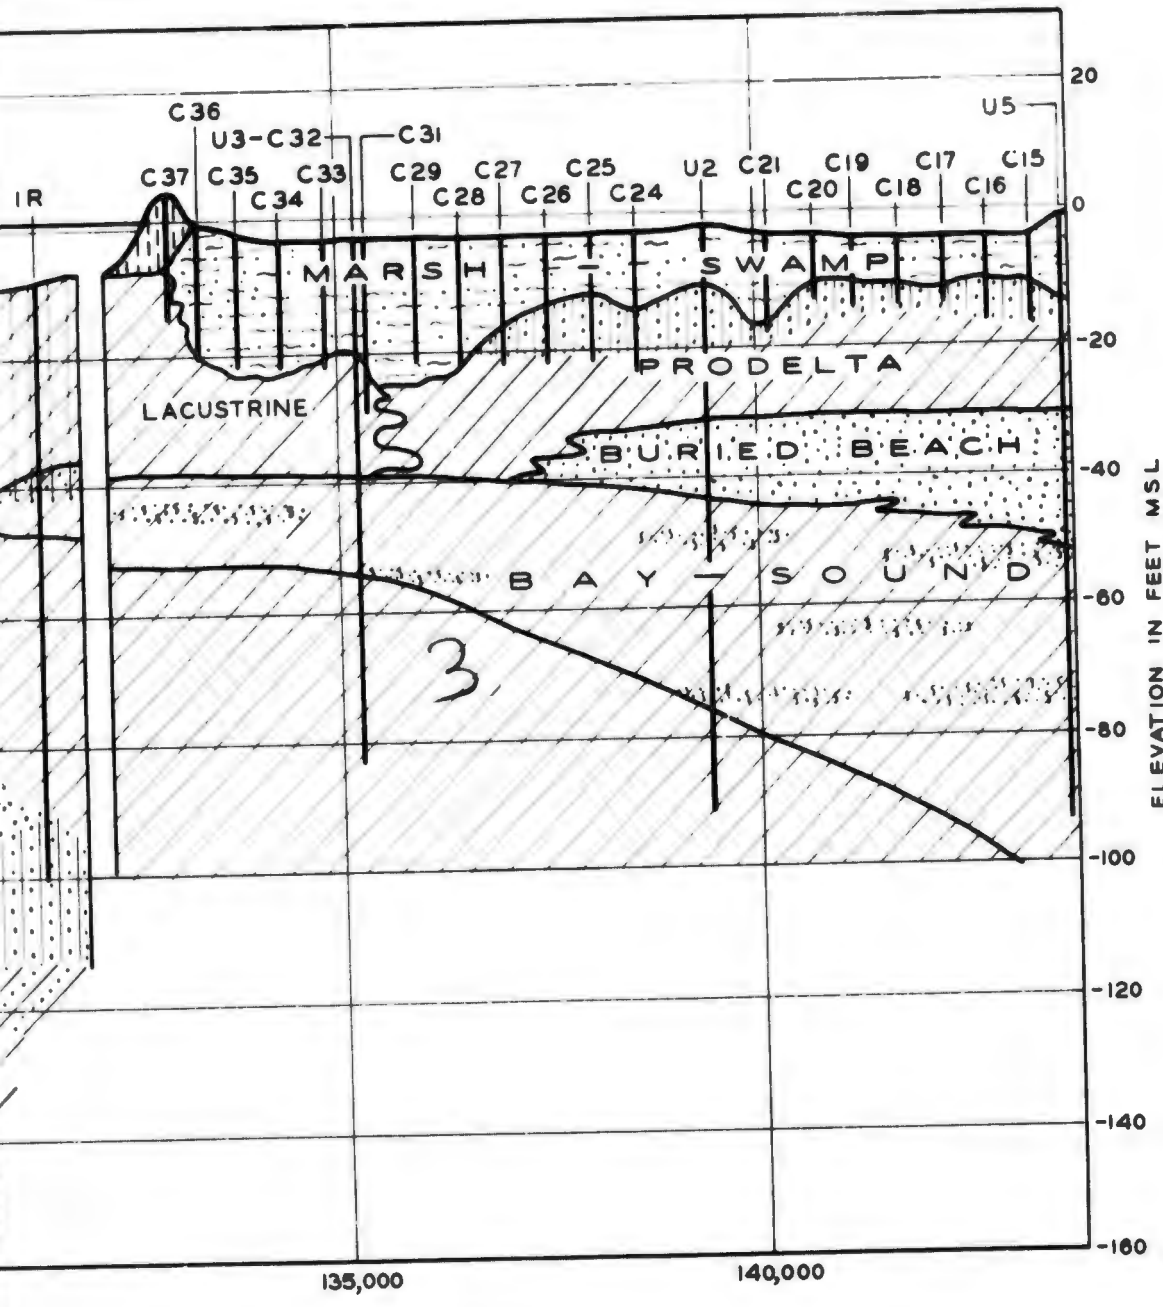 20
U5
C36
U3-C32
C31
C37
C35
C33
C29
C27
C25
U2
C21
C19
C17
C15
1R
C34
C28
C26
C24
C20
C18
C16
0
MARSH - SWAMP
-20
PRODELTA
LACUSTRINE
BURIED BEACH
-40
BAY - SOUND
-60
3
-80
-100
-120
-140
-160
ELEVATION IN FEET MSL
135,000
140,000